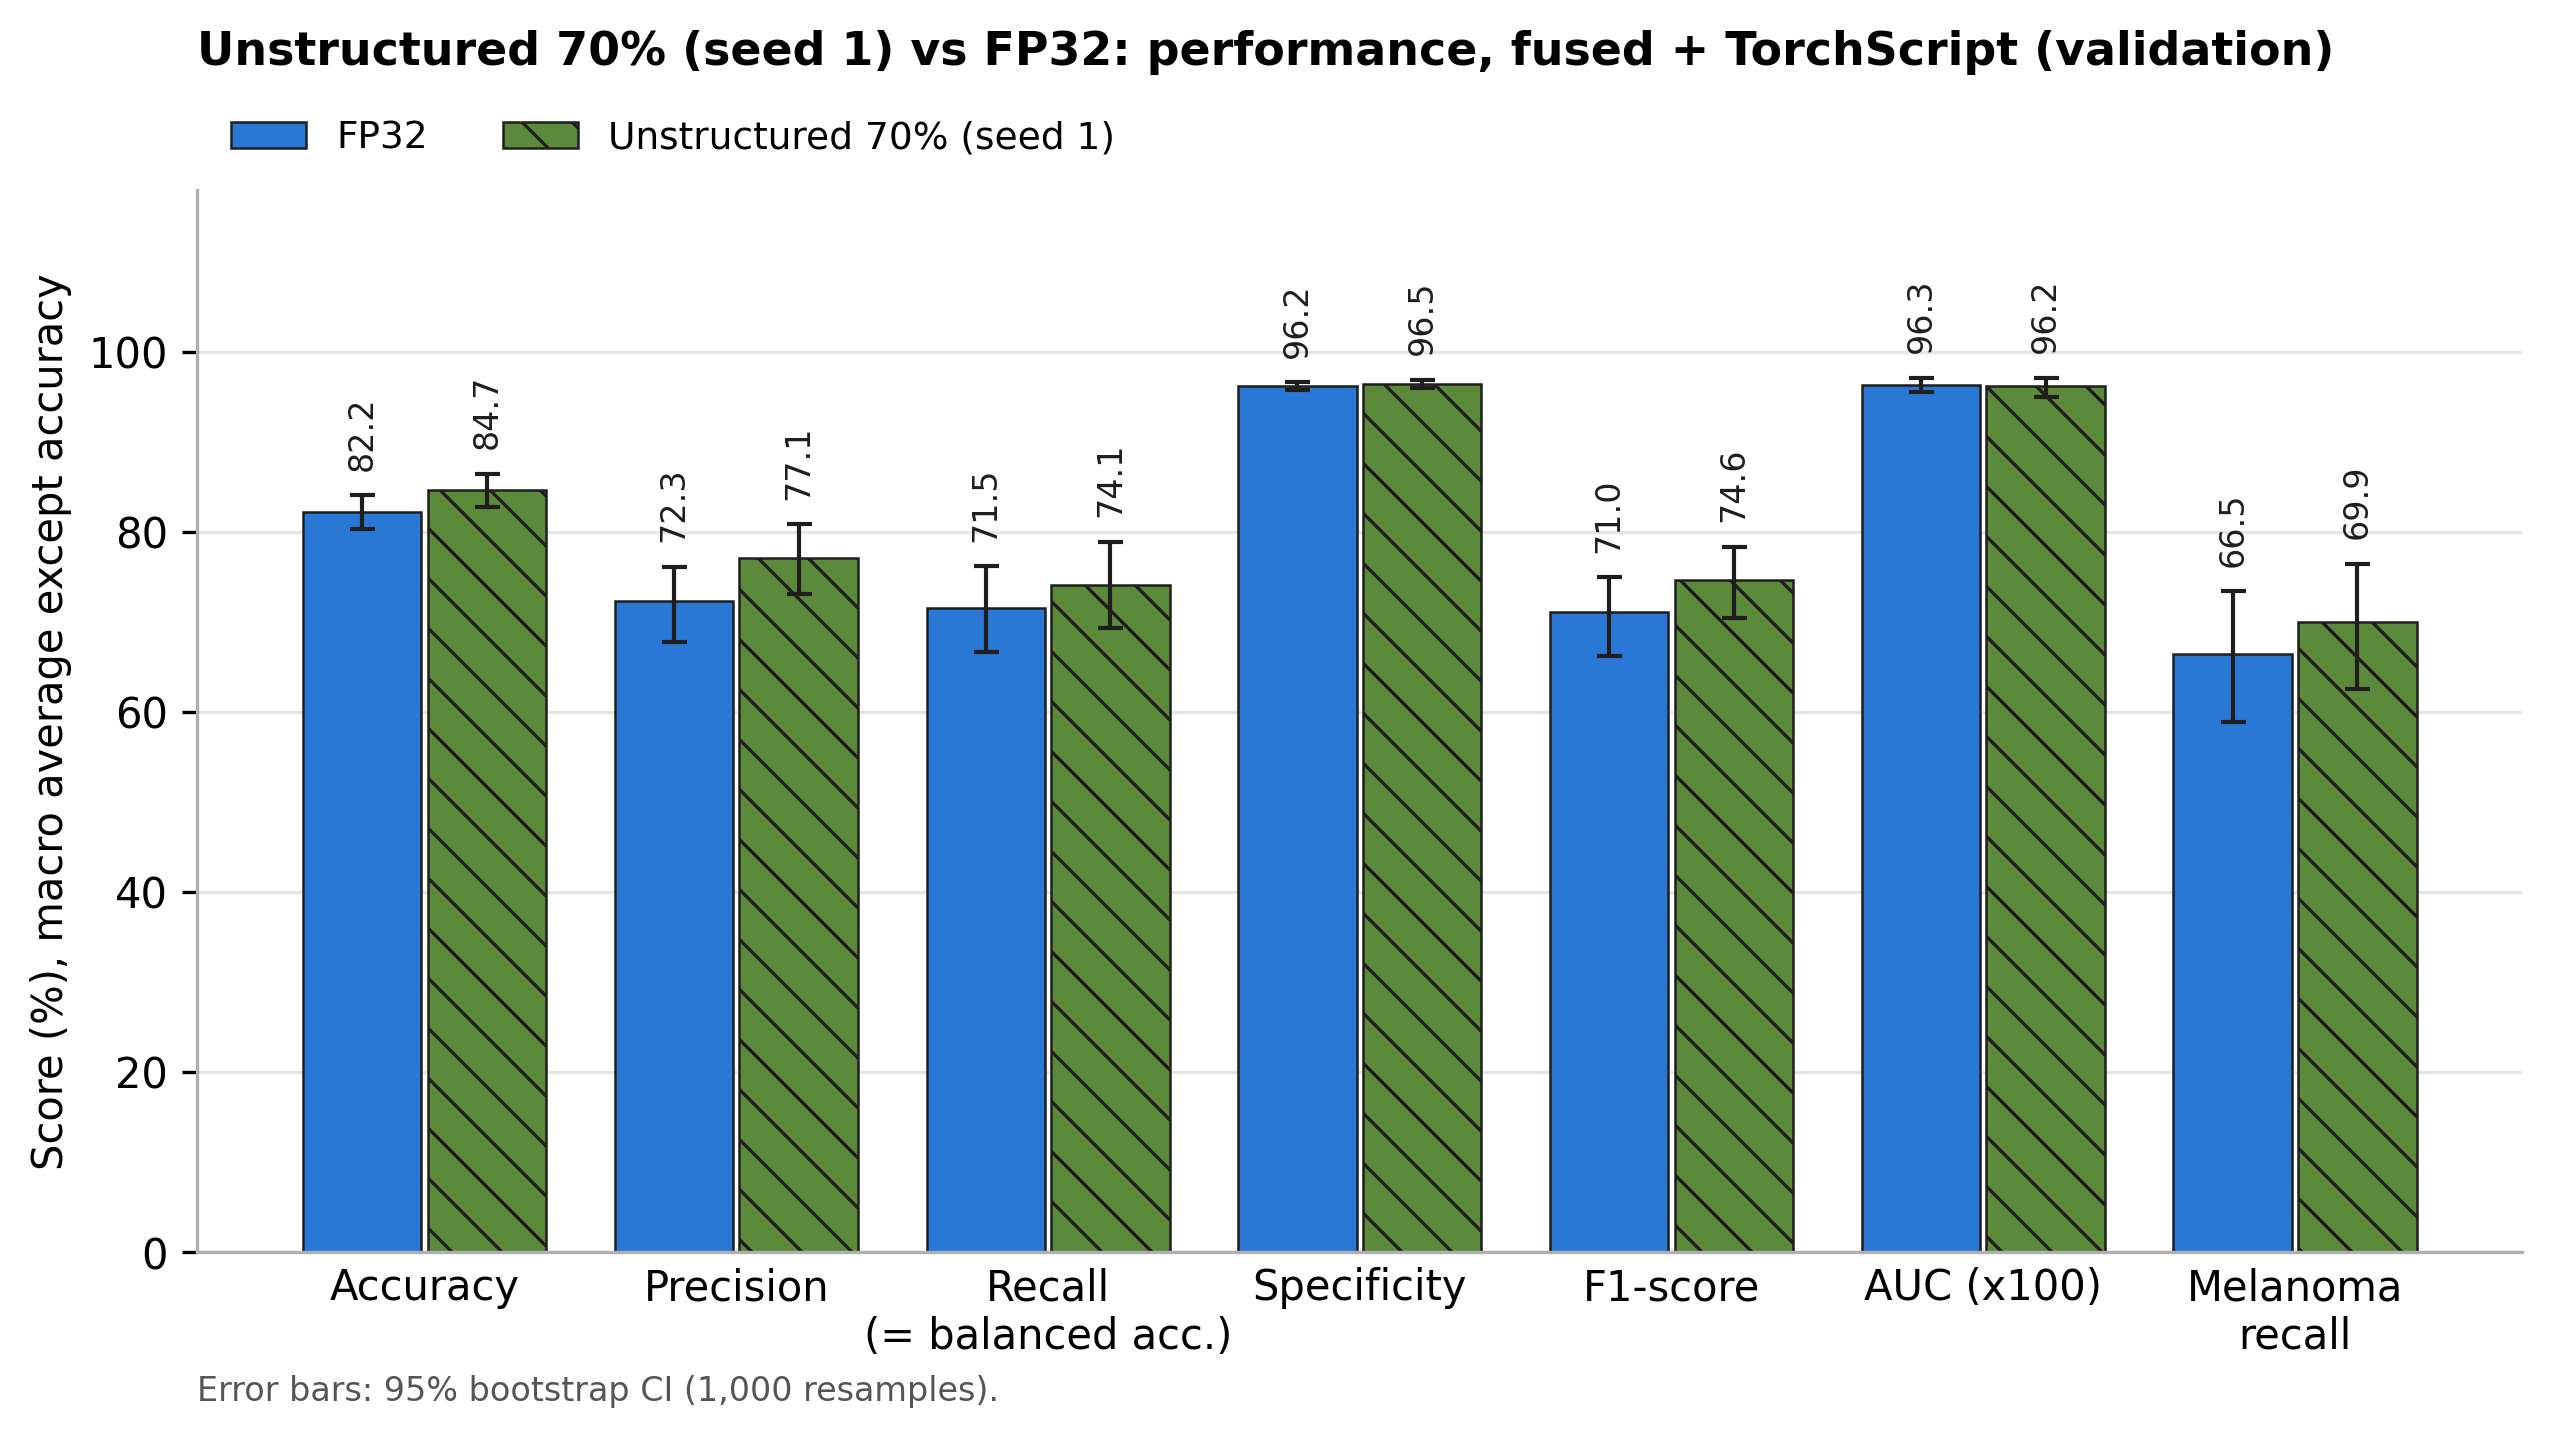 Unstructured 70% (seed 1) vs FP32: performance, fused + TorchScript (validation)
FP32
Unstructured 70% (seed 1)
Score (%), macro average except accuracy
100
80
60
40
20
0
82.2
84.7
72.3
77.1
71.5
74.1
96.2
96.5
71.0
74.6
96.3
96.2
66.5
69.9
Accuracy
Precision
Recall
(= balanced acc.)
Specificity
F1-score
AUC (x100)
Melanoma
recall
Error bars: 95% bootstrap CI (1,000 resamples).